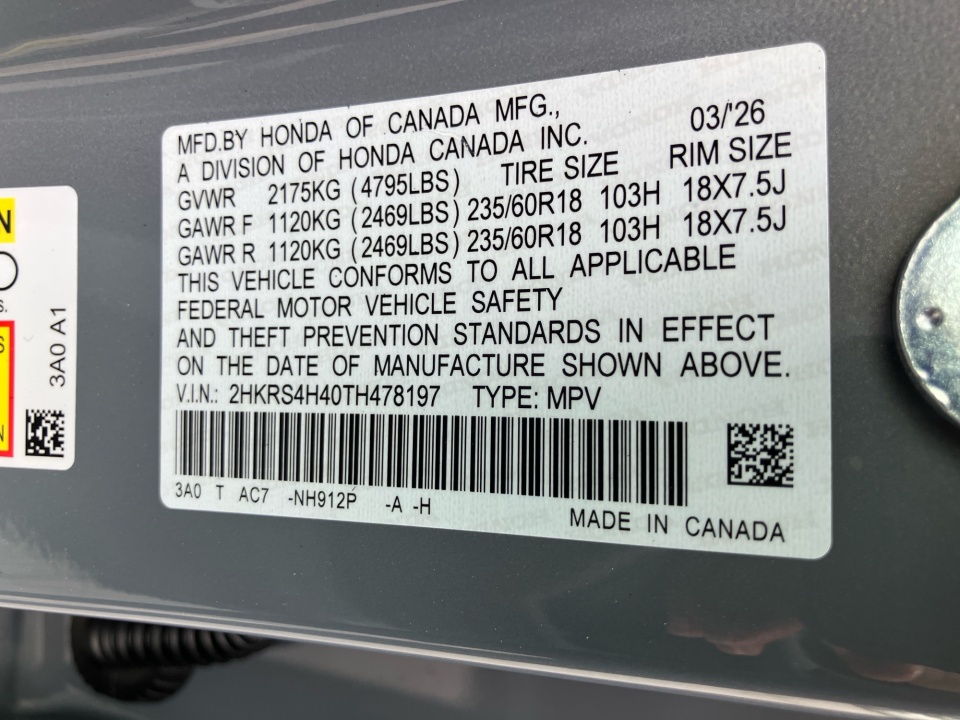 MFD.BY HONDA OF CANADA MFG., 03/'26
A DIVISION OF HONDA CANADA INC.
GVWR 2175KG (4795LBS) TIRE SIZE RIM SIZE
GAWR F 1120KG (2469LBS) 235/60R18 103H 18X7.5J
GAWR R 1120KG (2469LBS) 235/60R18 103H 18X7.5J
THIS VEHICLE CONFORMS TO ALL APPLICABLE
FEDERAL MOTOR VEHICLE SAFETY
AND THEFT PREVENTION STANDARDS IN EFFECT
ON THE DATE OF MANUFACTURE SHOWN ABOVE.
V.I.N.: 2HKRS4H40TH478197 TYPE: MPV
3A0 T AC7 -NH912P -A -H
MADE IN CANADA
3A0 A1